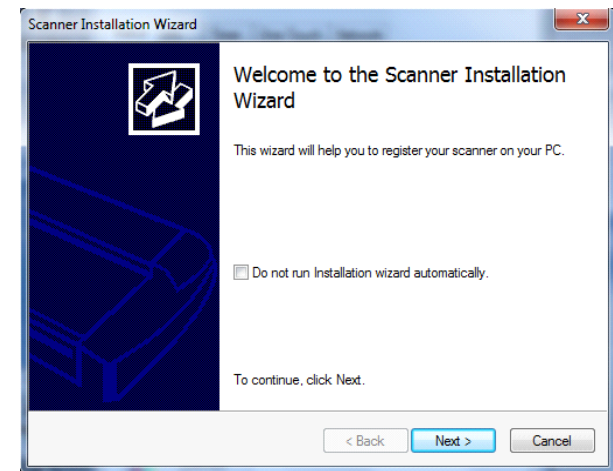 Scanner Installation Wizard
Welcome to the Scanner Installation
Wizard
This wizard will help you to register your scanner on your PC.
Do not run Installation wizard automatically.
To continue, click Next.
< Back Next > Cancel